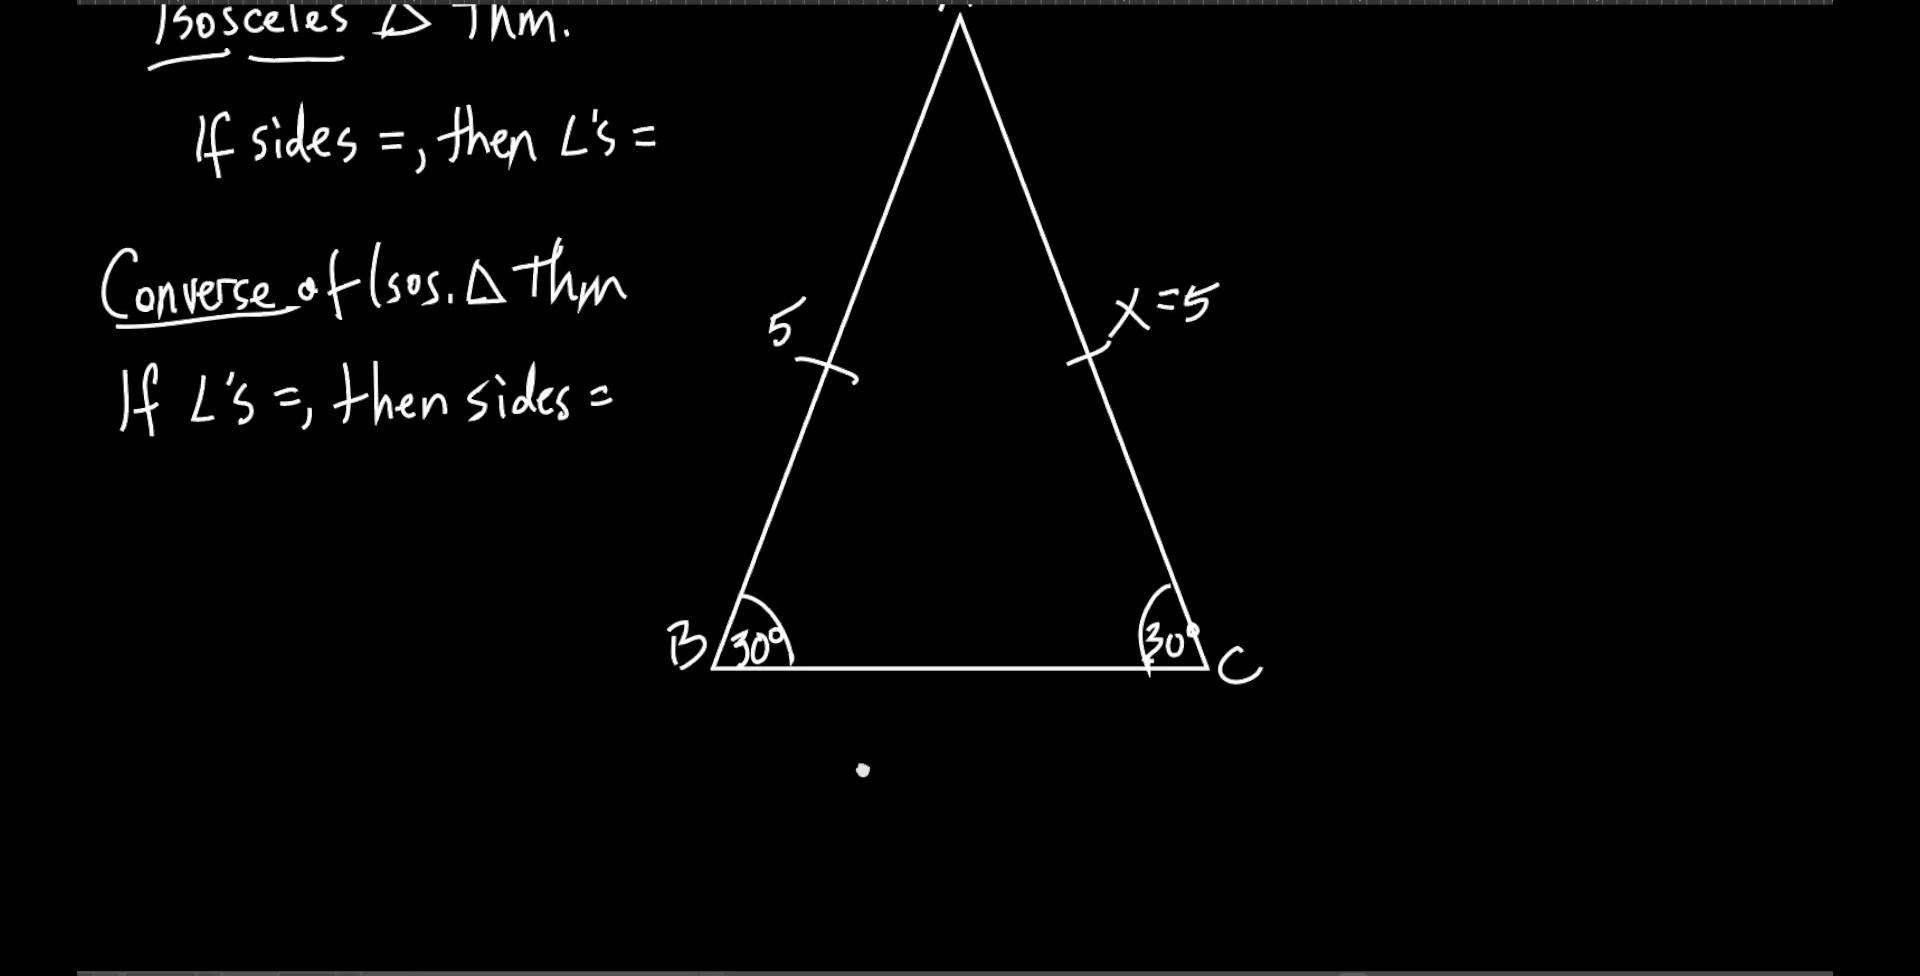 Isosceles △ Thm.
If sides =, then ∠'s =
Converse of Isos. △ Thm
If ∠'s =, then sides =
5
x=5
B 30° 30° C